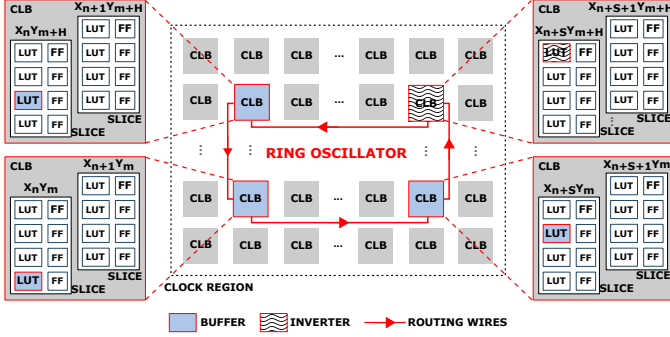 CLB
Xn+1Ym+H
XnYm+H
LUT FF LUT FF
LUT FF LUT FF
LUT FF LUT FF
LUT FF LUT FF
SLICE
SLICE
CLB CLB CLB ... CLB CLB CLB
CLB CLB CLB ... CLB CLB CLB
RING OSCILLATOR
CLB CLB CLB ... CLB CLB CLB
CLB CLB CLB ... CLB CLB CLB
CLOCK REGION
CLB
Xn+S+1Ym+H
Xn+SYm+H
LUT FF LUT FF
LUT FF LUT FF
LUT FF LUT FF
LUT FF LUT FF
SLICE
SLICE
CLB
Xn+1Ym
XnYm
LUT FF LUT FF
LUT FF LUT FF
LUT FF LUT FF
LUT FF LUT FF
SLICE
SLICE
CLB
Xn+S+1Ym
Xn+SYm
LUT FF LUT FF
LUT FF LUT FF
LUT FF LUT FF
LUT FF LUT FF
SLICE
SLICE
BUFFER INVERTER ROUTING WIRES